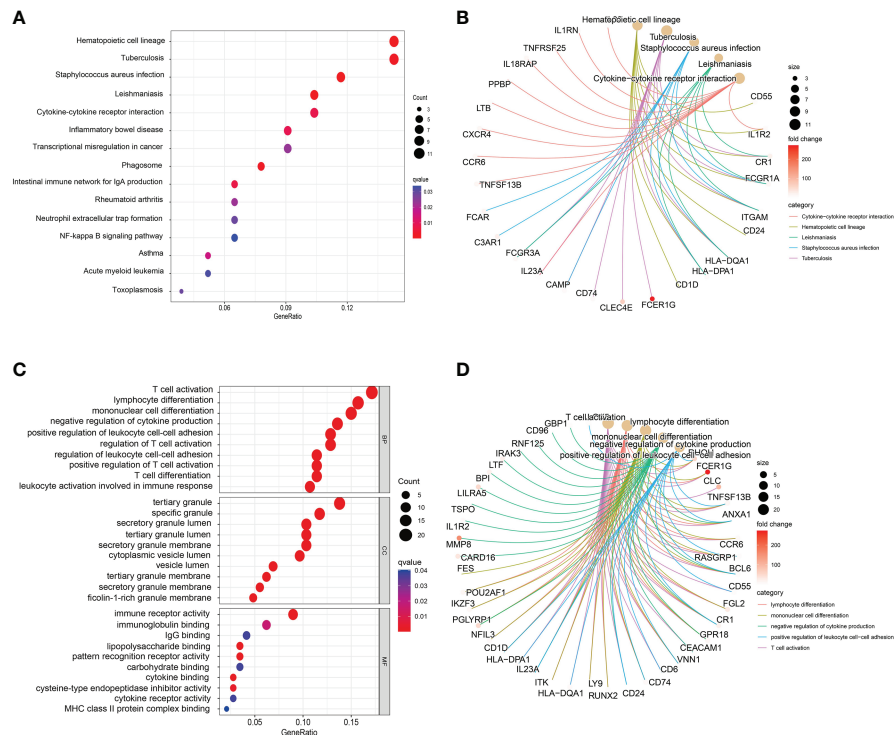 A
Hematopoietic cell lineage
Tuberculosis
Staphylococcus aureus infection
Leishmaniasis
Cytokine-cytokine receptor interaction
Inflammatory bowel disease
Transcriptional misregulation in cancer
Phagosome
Intestinal immune network for IgA production
Rheumatoid arthritis
Neutrophil extracellular trap formation
NF-kappa B signaling pathway
Asthma
Acute myeloid leukemia
Toxoplasmosis
0.06 0.09 0.12
GeneRatio
Count
3
5
7
9
11
qvalue
0.03
0.02
0.01
B
Hematopoietic cell lineage
Tuberculosis
Staphylococcus aureus infection
Leishmaniasis
Cytokine-cytokine receptor interaction
IL1RN
TNFRSF25
IL18RAP
PPBP
LTB
CXCR4
CCR6
TNFSF13B
FCAR
C3AR1
FCGR3A
IL23A
CAMP
CD74
CLEC4E
FCER1G
CD1D
HLA-DPA1
HLA-DQA1
CD24
ITGAM
FCGR1A
CR1
IL1R2
CD55
size
3
5
7
9
11
fold change
200
100
category
Cytokine-cytokine receptor interaction
Hematopoietic cell lineage
Leishmaniasis
Staphylococcus aureus infection
Tuberculosis
C
T cell activation
lymphocyte differentiation
mononuclear cell differentiation
negative regulation of cytokine production
positive regulation of leukocyte cell-cell adhesion
regulation of T cell activation
regulation of leukocyte cell-cell adhesion
positive regulation of T cell activation
T cell differentiation
leukocyte activation involved in immune response
BP
tertiary granule
specific granule
secretory granule lumen
tertiary granule lumen
secretory granule membrane
cytoplasmic vesicle lumen
vesicle lumen
tertiary granule membrane
secretory granule membrane
ficolin-1-rich granule membrane
CC
immune receptor activity
immunoglobulin binding
IgG binding
lipopolysaccharide binding
pattern recognition receptor activity
carbohydrate binding
cytokine binding
cysteine-type endopeptidase inhibitor activity
cytokine receptor activity
MHC class II protein complex binding
MF
0.05 0.10 0.15
GeneRatio
Count
5
10
15
20
qvalue
0.04
0.03
0.02
0.01
D
T cell activation
lymphocyte differentiation
mononuclear cell differentiation
negative regulation of cytokine production
positive regulation of leukocyte cell-cell adhesion
GBP1
CD96
RNF125
IRAK3
LTF
BPI
LILRA5
TSPO
IL1R2
MMP8
CARD16
FES
POU2AF1
IKZF3
PGLYRP1
NFIL3
CD1D
HLA-DPA1
IL23A
ITK
HLA-DQA1
LY9
RUNX2
CD24
CD74
CD6
VNN1
CEACAM1
GPR18
CR1
FGL2
CD55
BCL6
RASGRP1
CCR6
ANXA1
TNFSF13B
CLC
FCER1G
RHOH
size
5
10
15
20
fold change
200
100
category
lymphocyte differentiation
mononuclear cell differentiation
negative regulation of cytokine production
positive regulation of leukocyte cell-cell adhesion
T cell activation